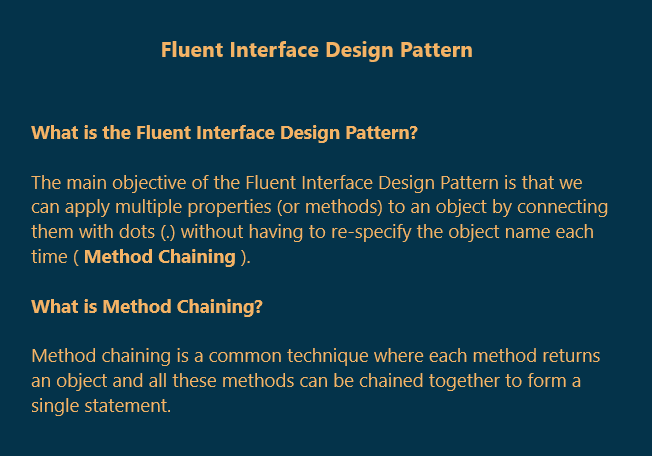 Fluent Interface Design Pattern
What is the Fluent Interface Design Pattern?
The main objective of the Fluent Interface Design Pattern is that we
can apply multiple properties (or methods) to an object by connecting
them with dots (.) without having to re-specify the object name each
time ( Method Chaining ).
What is Method Chaining?
Method chaining is a common technique where each method returns
an object and all these methods can be chained together to form a
single statement.